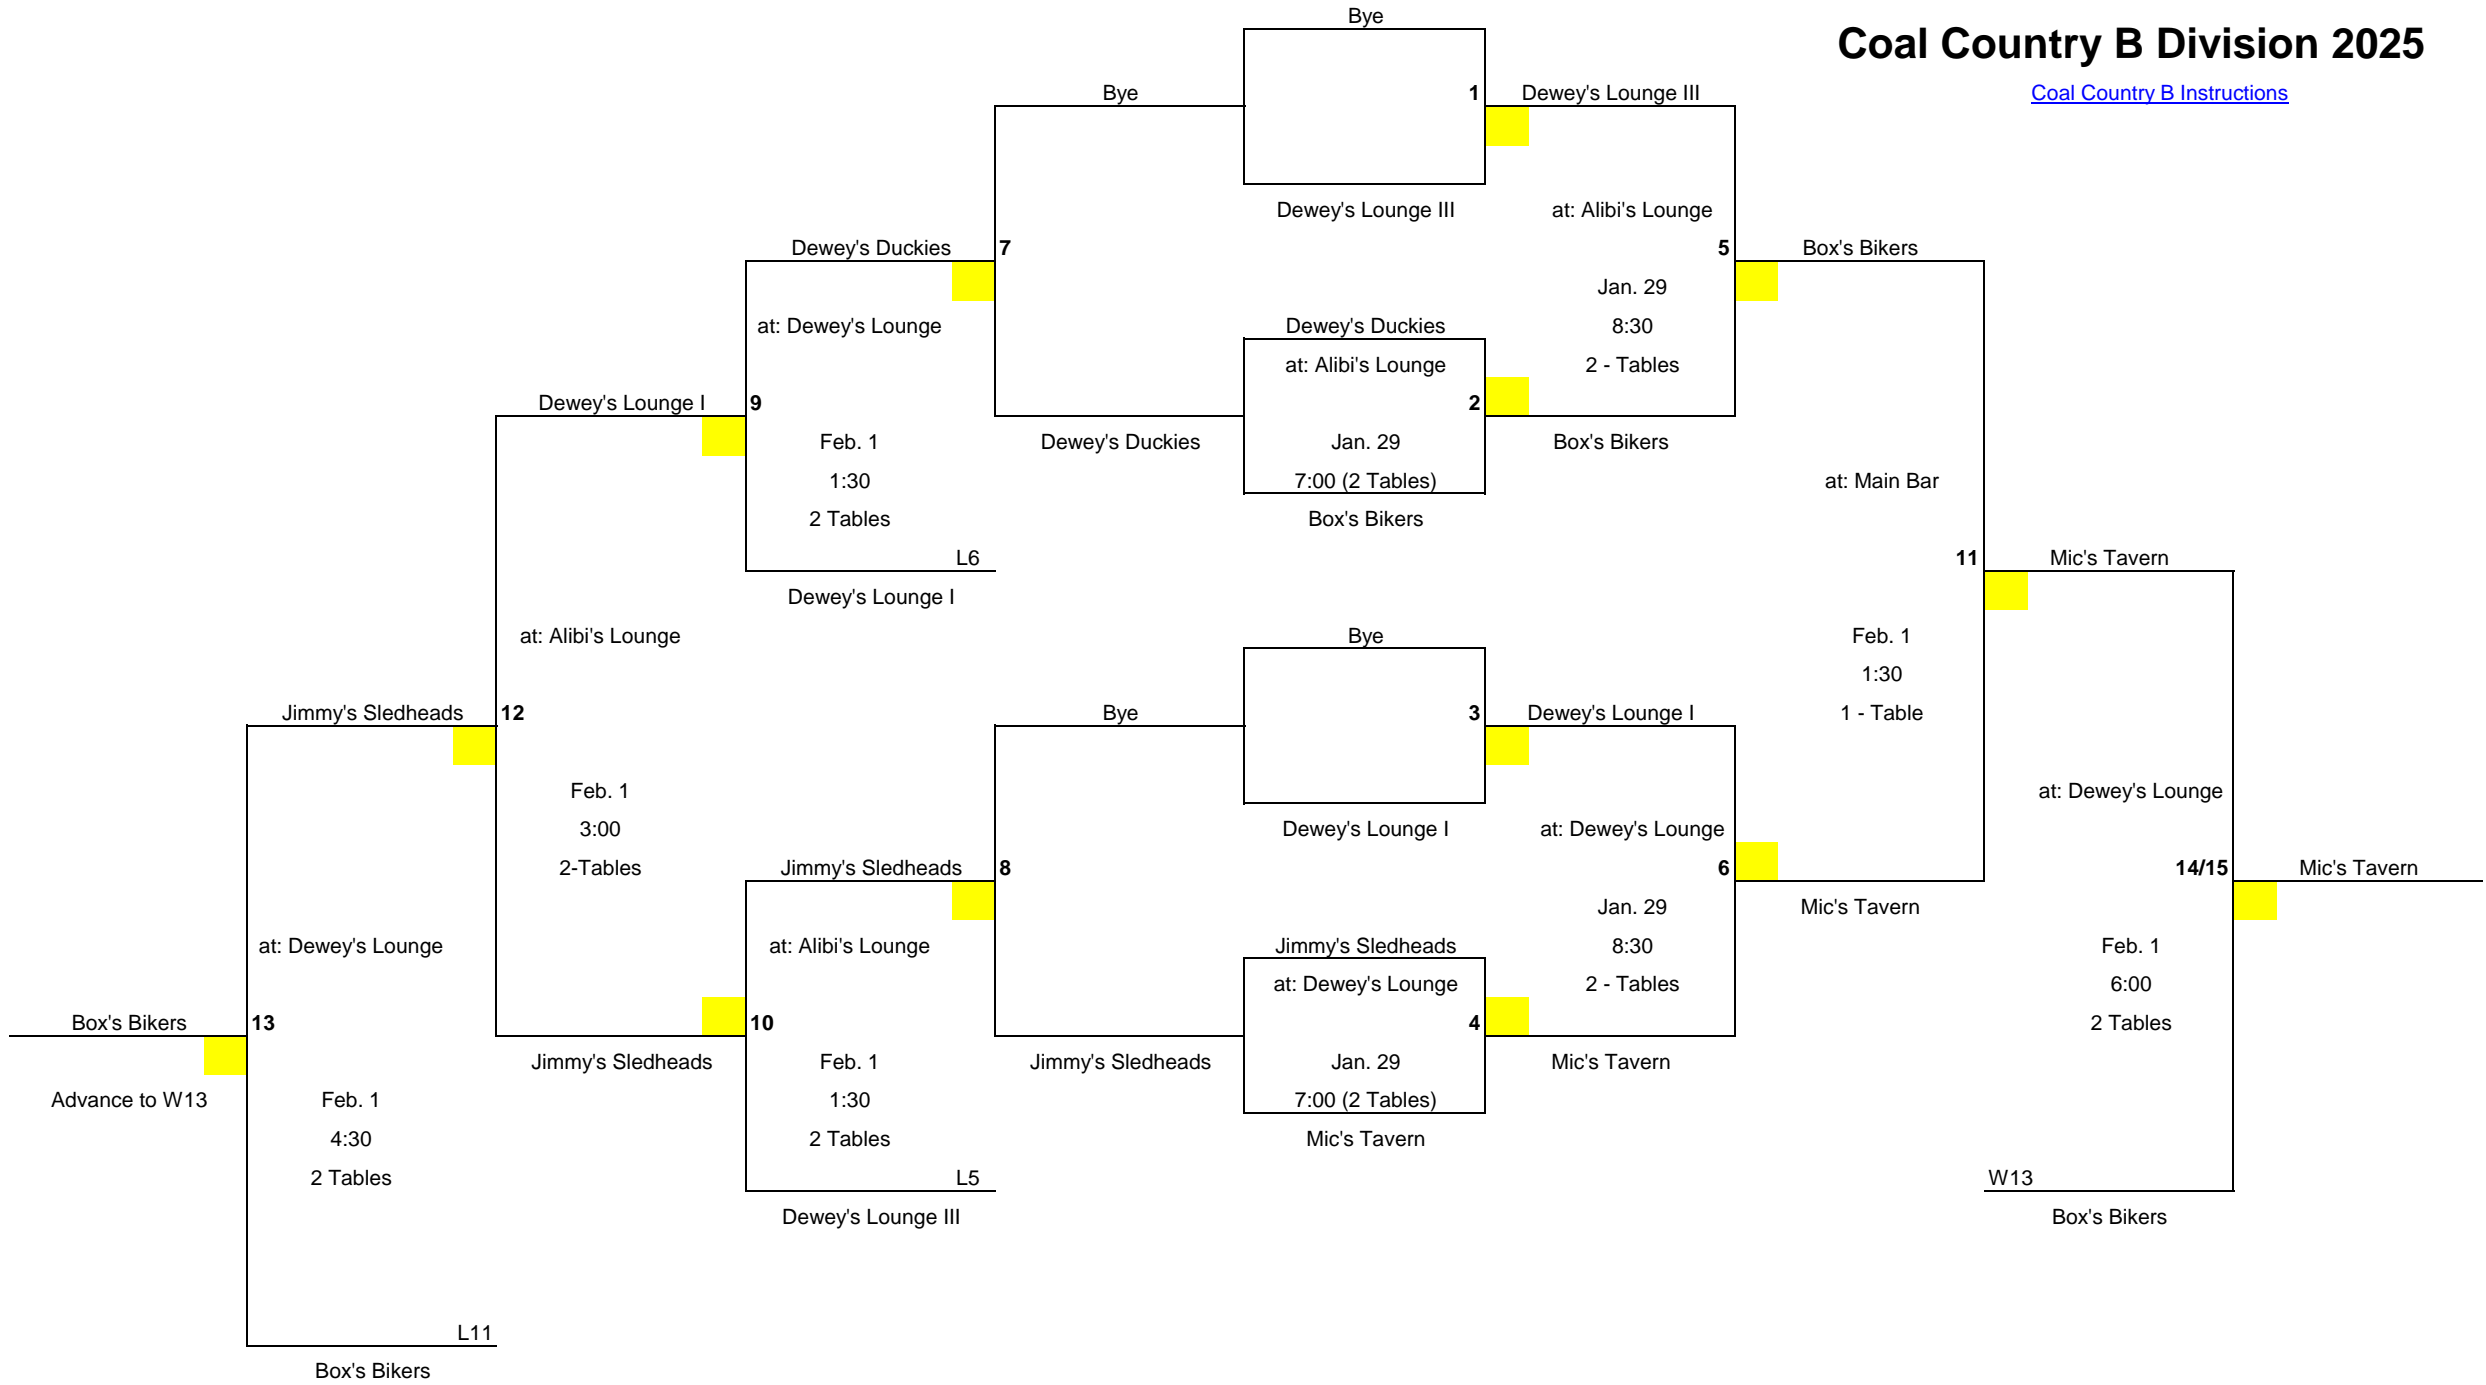 Bye
Coal Country B Division 2025
Bye
1
Dewey's Lounge III
Coal Country B Instructions
Dewey's Lounge III
at: Alibi's Lounge
Dewey's Duckies
7
5
Box's Bikers
Jan. 29
at: Dewey's Lounge
Dewey's Duckies
8:30
at: Alibi's Lounge
2 - Tables
Dewey's Lounge I
9
2
Feb. 1
Dewey's Duckies
Jan. 29
Box's Bikers
1:30
7:00 (2 Tables)
at: Main Bar
2 Tables
Box's Bikers
L6
11
Mic's Tavern
Dewey's Lounge I
at: Alibi's Lounge
Bye
Feb. 1
1:30
Jimmy's Sledheads
12
Bye
3
Dewey's Lounge I
1 - Table
Feb. 1
at: Dewey's Lounge
3:00
Dewey's Lounge I
at: Dewey's Lounge
2-Tables
Jimmy's Sledheads
8
6
14/15
Mic's Tavern
Jan. 29
Mic's Tavern
at: Dewey's Lounge
at: Alibi's Lounge
Jimmy's Sledheads
8:30
Feb. 1
at: Dewey's Lounge
2 - Tables
6:00
Box's Bikers
13
10
4
2 Tables
Jimmy's Sledheads
Feb. 1
Jimmy's Sledheads
Jan. 29
Mic's Tavern
Advance to W13
Feb. 1
1:30
7:00 (2 Tables)
4:30
2 Tables
Mic's Tavern
2 Tables
L5
W13
Dewey's Lounge III
Box's Bikers
L11
Box's Bikers